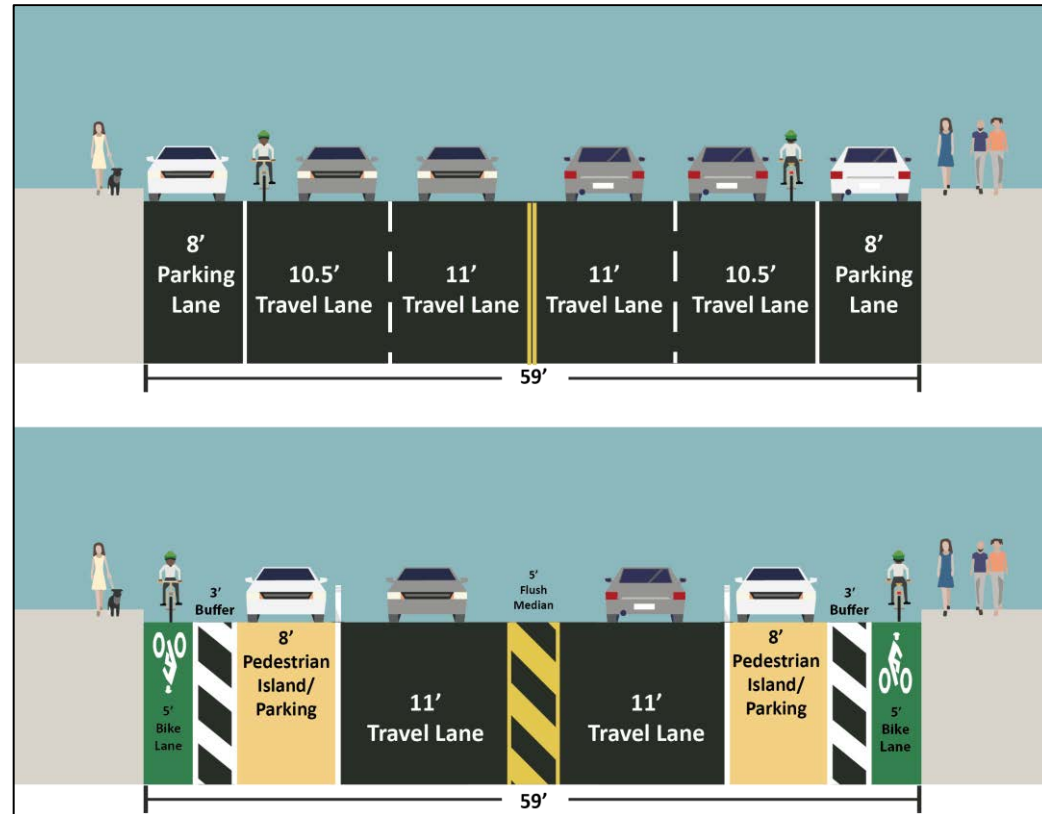 8’
Parking
Lane
10.5’
Travel Lane
11’
Travel Lane
11’
Travel Lane
10.5’
Travel Lane
8’
Parking
Lane
59’
5’
Bike
Lane
3’
Buffer
8’
Pedestrian
Island/
Parking
11’
Travel Lane
5’
Flush
Median
11’
Travel Lane
8’
Pedestrian
Island/
Parking
3’
Buffer
5’
Bike
Lane
59’